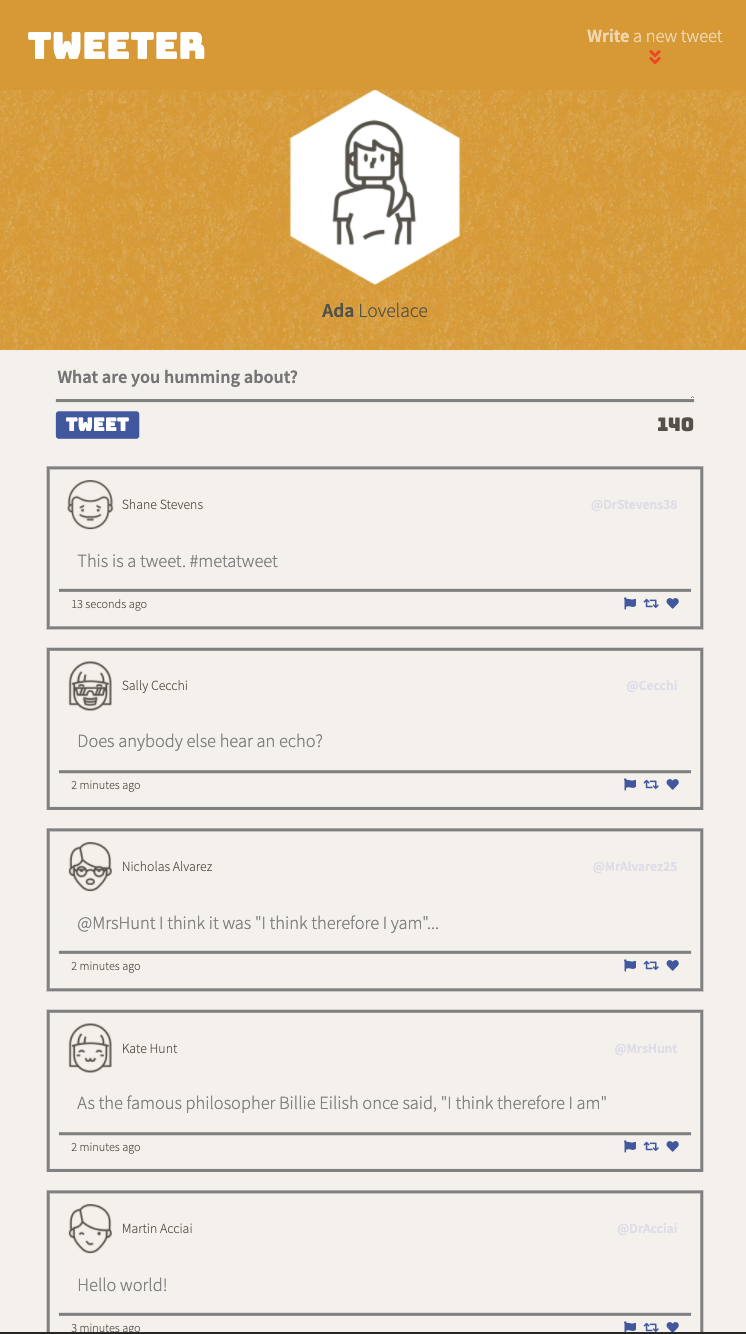 TWEETER
Write a new tweet
Ada Lovelace
What are you humming about?
TWEET
140
Shane Stevens
@DrStevens38
This is a tweet. #metatweet
13 seconds ago
Sally Cecchi
@Cecchi
Does anybody else hear an echo?
2 minutes ago
Nicholas Alvarez
@MrAlvarez25
@MrsHunt I think it was "I think therefore I yam"...
2 minutes ago
Kate Hunt
@MrsHunt
As the famous philosopher Billie Eilish once said, "I think therefore I am"
2 minutes ago
Martin Acciai
@DrAcciai
Hello world!
3 minutes ago